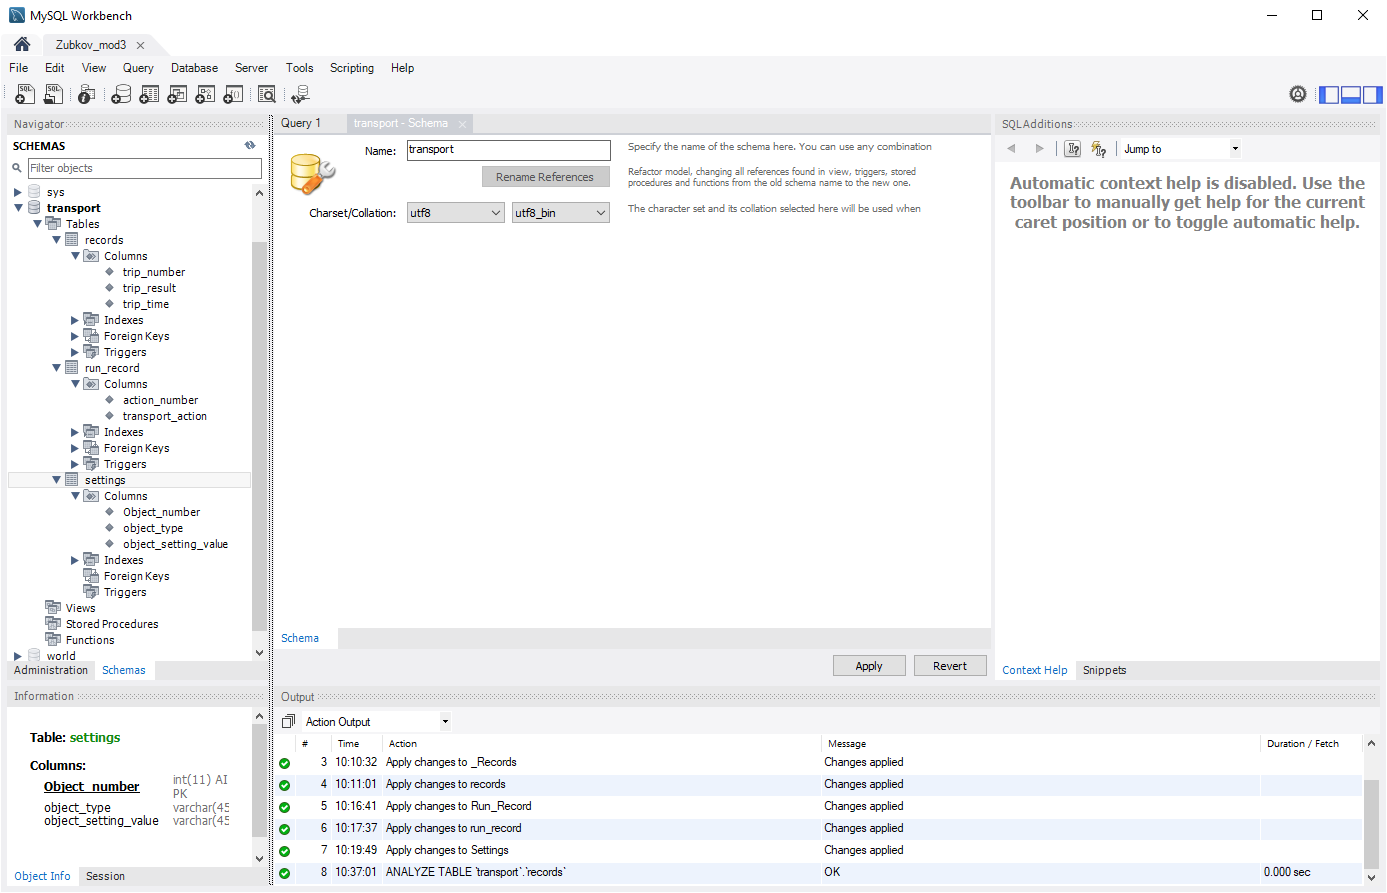 MySQL Workbench
Zubkov_mod3
File Edit View Query Database Server Tools Scripting Help
Navigator
SCHEMAS
Filter objects
sys
transport
Tables
records
Columns
trip_number
trip_result
trip_time
Indexes
Foreign Keys
Triggers
run_record
Columns
action_number
transport_action
Indexes
Foreign Keys
Triggers
settings
Columns
Object_number
object_type
object_setting_value
Indexes
Foreign Keys
Triggers
Views
Stored Procedures
Functions
world
Administration Schemas
Information
Table: settings
Columns:
Object_number int(11) AI
PK
object_type varchar(45
object_setting_value varchar(45
Object Info Session
Query 1 transport - Schema
Name: transport
Specify the name of the schema here. You can use any combination
Rename References
Refactor model, changing all references found in view, triggers, stored
procedures and functions from the old schema name to the new one.
Charset/Collation: utf8 utf8_bin
The character set and its collation selected here will be used when
Schema
Apply Revert
SQLAdditions
Jump to
Automatic context help is disabled. Use the
toolbar to manually get help for the current
caret position or to toggle automatic help.
Context Help Snippets
Output
Action Output
# Time Action Message Duration / Fetch
3 10:10:32 Apply changes to _Records Changes applied
4 10:11:01 Apply changes to records Changes applied
5 10:16:41 Apply changes to Run_Record Changes applied
6 10:17:37 Apply changes to run_record Changes applied
7 10:19:49 Apply changes to Settings Changes applied
8 10:37:01 ANALYZE TABLE `transport`.`records` OK 0.000 sec